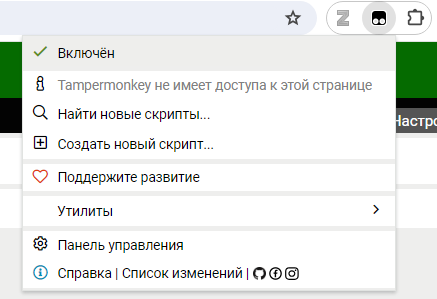 Включён
Tampermonkey не имеет доступа к этой странице
Настро
Найти новые скрипты...
Создать новый скрипт...
Поддержите развитие
Утилиты
Панель управления
Справка | Список изменений |